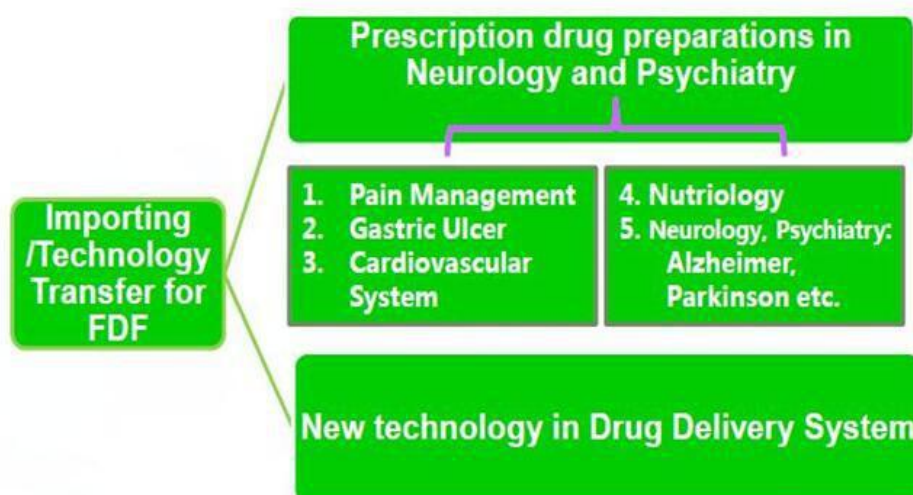 Prescription drug preparations in
Neurology and Psychiatry
1. Pain Management
2. Gastric Ulcer
3. Cardiovascular
System
4. Nutriology
5. Neurology, Psychiatry:
Alzheimer,
Parkinson etc.
Importing
/Technology
Transfer for
FDF
New technology in Drug Delivery System